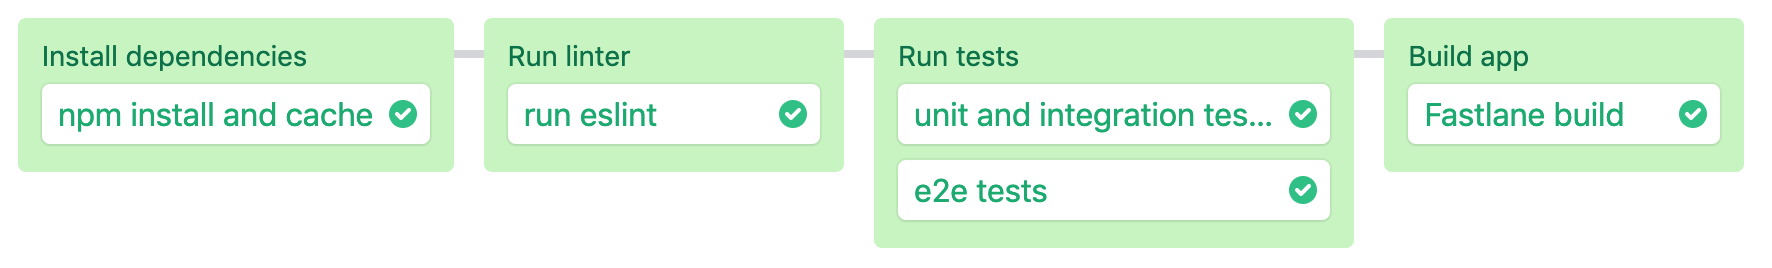 Install dependencies
npm install and cache
Run linter
run eslint
Run tests
unit and integration tes...
e2e tests
Build app
Fastlane build